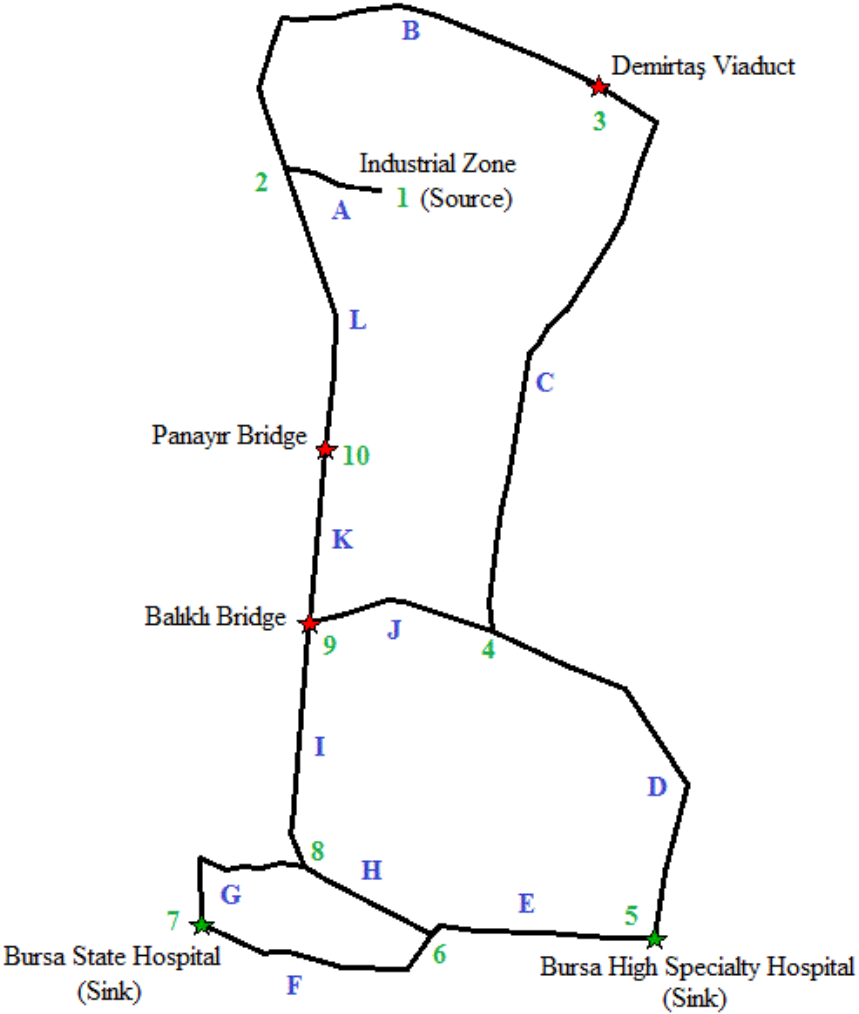 B
Demirtaş Viaduct
3
Industrial Zone
2
1 (Source)
A
L
C
Panayır Bridge
10
K
Balıklı Bridge
9
J
4
I
D
8
H
G
E
5
7
6
Bursa State Hospital
(Sink)
F
Bursa High Specialty Hospital
(Sink)